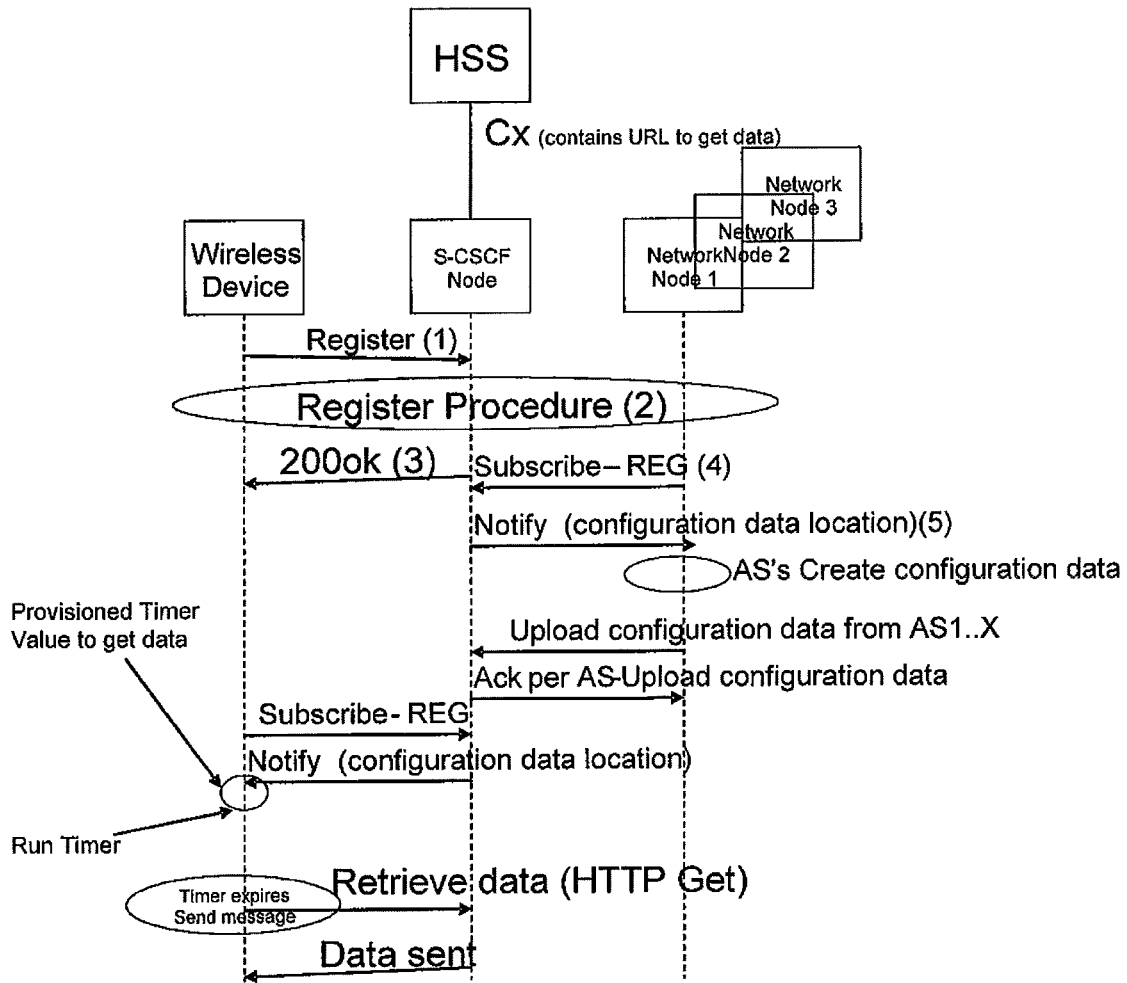 HSS
Cx (contains URL to get data)
Network
Node 3
Network
Node 2
Network
Node 1
Wireless
Device
S-CSCF
Node
Register (1)
Register Procedure (2)
200ok (3)
Subscribe-REG (4)
Notify (configuration data location)(5)
AS's Create configuration data
Provisioned Timer
Value to get data
Upload configuration data from AS1..X
Ack per AS-Upload configuration data
Subscribe-REG
Notify (configuration data location)
Run Timer
Retrieve data (HTTP Get)
Timer expires
Send message
Data sent